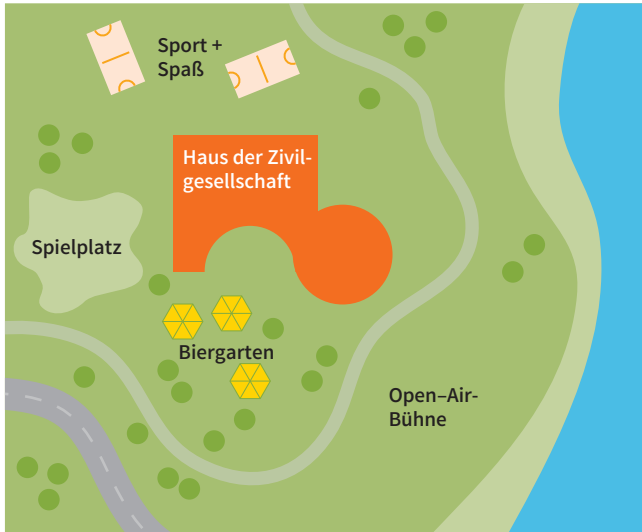 Sport +
Spaß
Haus der Zivil-
gesellschaft
Spielplatz
Biergarten
Open–Air-
Bühne